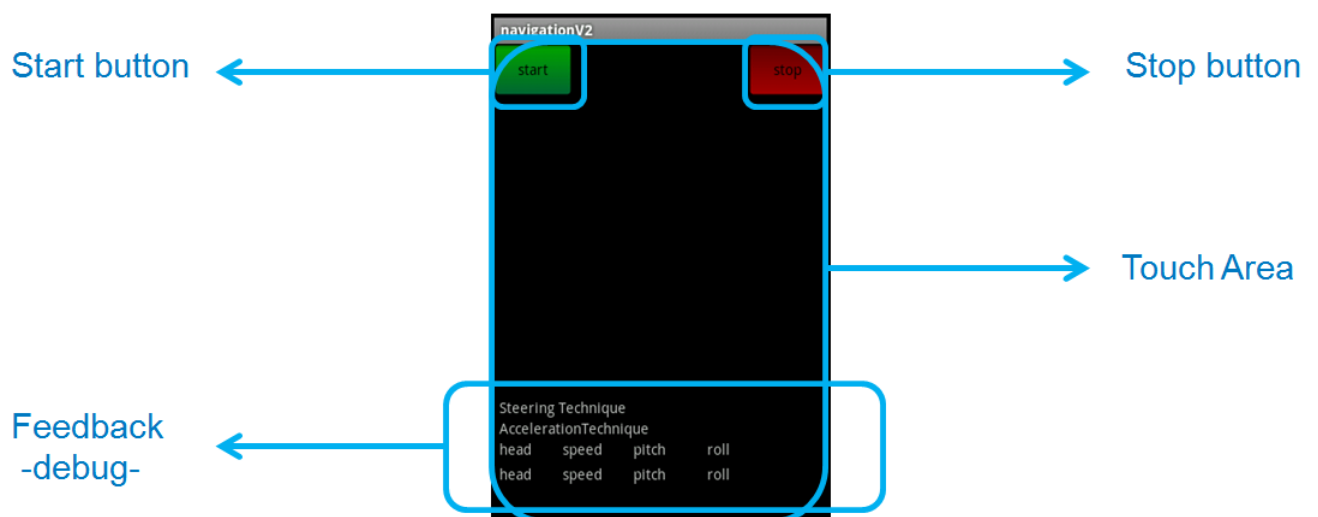 navigationV2
Start button
start
stop
Stop button
Touch Area
Feedback
-debug-
Steering Technique
AccelerationTechnique
head speed pitch roll
head speed pitch roll